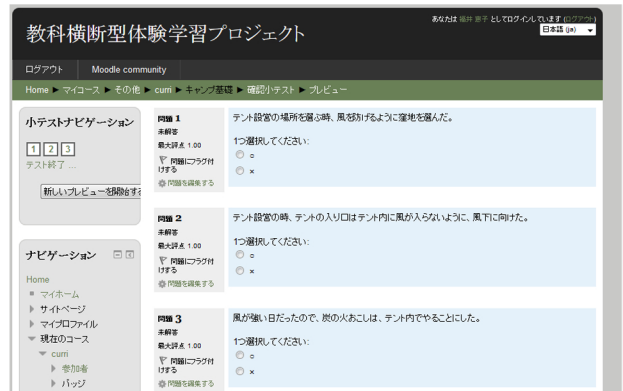 教科横断型体験学習プロジェクト
あなたは 福井 恵子 としてログインしています (ログアウト)
日本語 (ja)
ログアウト Moodle community
Home ► マイコース ► その他 ► curri ► キャンプ基礎 ► 確認小テスト ► プレビュー
小テストナビゲーション
1 2 3
テスト終了 ...
新しいプレビューを開始する
ナビゲーション
Home
マイホーム
サイトページ
マイプロファイル
現在のコース
curri
参加者
バッジ
問題 1
未解答
最大評点 1.00
問題にフラグ付けする
問題を編集する
テント設営の場所を選ぶ時、風を防げるように窪地を選んだ。
1つ選択してください:
○
×
問題 2
未解答
最大評点 1.00
問題にフラグ付けする
問題を編集する
テント設営の時、テントの入り口はテント内に風が入らないように、風下に向けた。
1つ選択してください:
○
×
問題 3
未解答
最大評点 1.00
問題にフラグ付けする
問題を編集する
風が強い日だったので、炭の火おこしは、テント内でやることにした。
1つ選択してください:
○
×